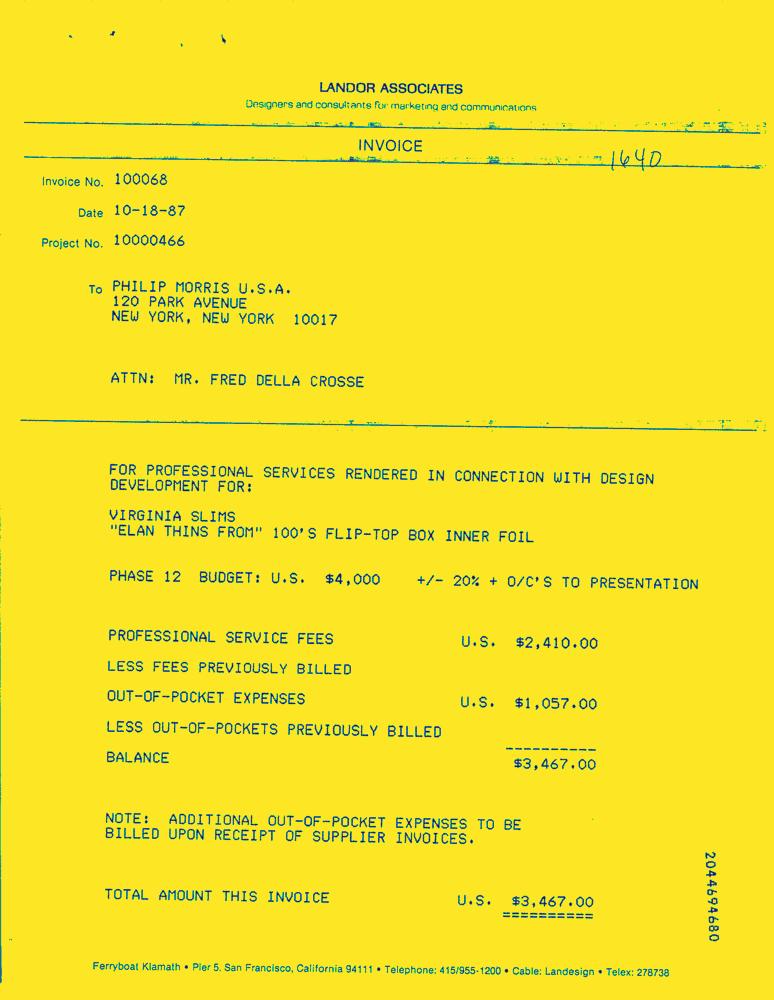 LANDOR ASSOCIATES
Designers and consultants for marketing and communications
INVOICE
1640
Invoice No. 100068
Date 10-18-87
Project No. 10000466
To PHILIP MORRIS U.S.A.
120 PARK AVENUE
NEW YORK, NEW YORK 10017
ATTN: MR. FRED DELLA CROSSE
FOR PROFESSIONAL SERVICES RENDERED IN CONNECTION WITH DESIGN
DEVELOPMENT FOR:
VIRGINIA SLIMS
"ELAN THINS FROM" 100'S FLIP-TOP BOX INNER FOIL
PHASE 12 BUDGET: U.S. $4,000 +/- 20% + O/C'S TO PRESENTATION
PROFESSIONAL SERVICE FEES U.S. $2,410.00
LESS FEES PREVIOUSLY BILLED
OUT-OF-POCKET EXPENSES U.S. $1,057.00
LESS OUT-OF-POCKETS PREVIOUSLY BILLED
----------
BALANCE $3,467.00
NOTE: ADDITIONAL OUT-OF-POCKET EXPENSES TO BE
BILLED UPON RECEIPT OF SUPPLIER INVOICES.
TOTAL AMOUNT THIS INVOICE U.S. $3,467.00
==========
2044694680
Ferryboat Klamath • Pier 5, San Francisco, California 94111 • Telephone: 415/955-1200 • Cable: Landesign • Telex: 278738